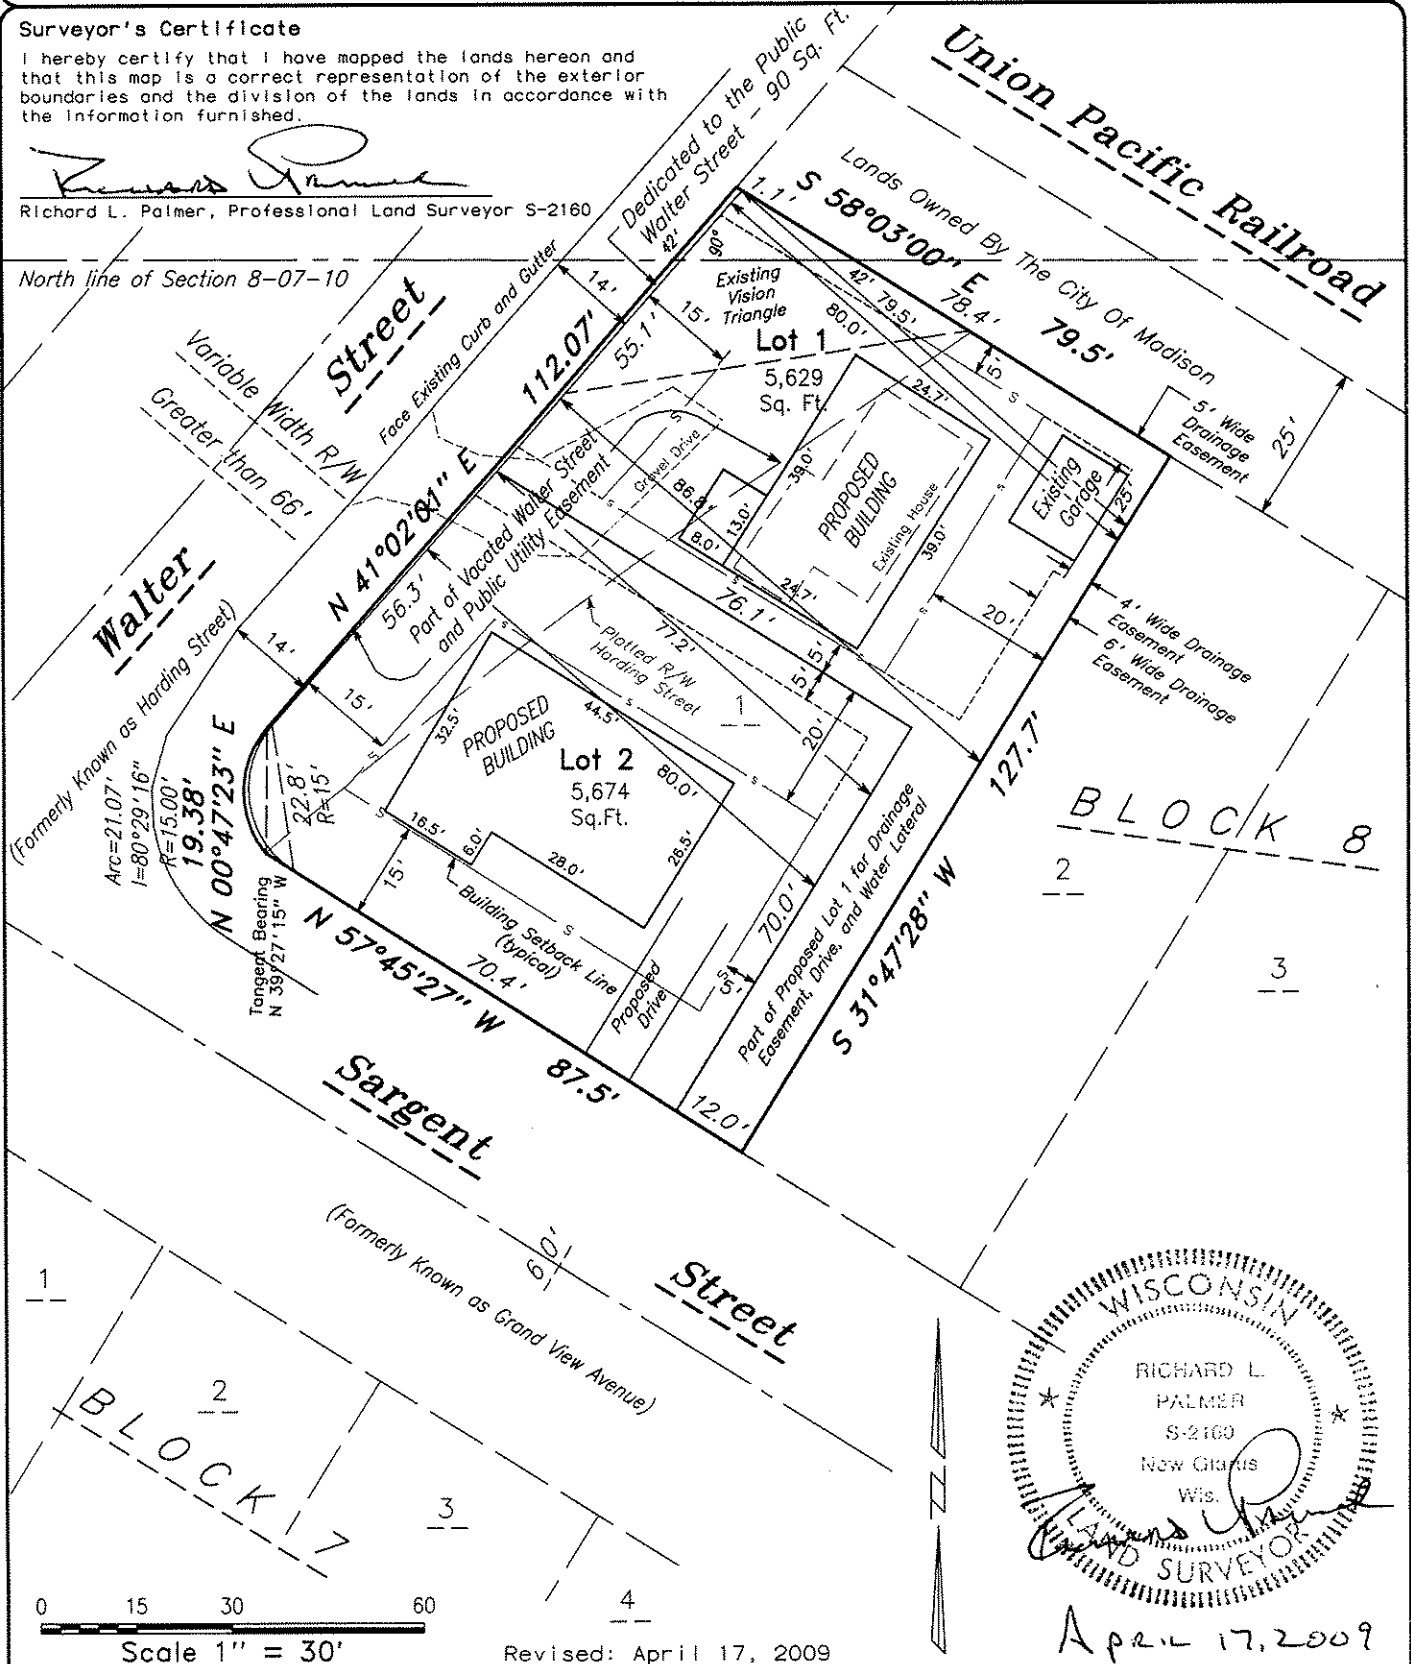 Surveyor's Certificate
I hereby certify that I have mapped the lands hereon and
that this map is a correct representation of the exterior
boundaries and the division of the lands in accordance with
the information furnished.
Richard L. Palmer, Professional Land Surveyor S-2160
North line of Section 8-07-10
Union Pacific Railroad
Lands Owned By The City Of Madison
Dedicated to the Public
Walter Street - 90 Sq. Ft.
42'
1.1'
S 58°03'00" E
79.5'
42'
79.5'
78.4'
80.0'
90°
Existing
Vision
Triangle
Lot 1
5,629
Sq. Ft.
5'
5' Wide
Drainage
Easement
25'
Street
Variable Width R/W
Greater than 66'
Face Existing Curb and Gutter
14'
15'
112.07'
55.1'
N 41°02'01" E
56.3'
Part of Vacated Walter Street
and Public Utility Easement
Gravel Drive
86.8'
13.0'
8.0'
39.0'
24.7'
PROPOSED
BUILDING
Existing House
39.0'
24.7'
Existing
Garage
25'
20'
4' Wide Drainage
Easement
6' Wide Drainage
Easement
Walter
(Formerly Known as Harding Street)
14'
15'
76.1'
77.2'
5'
5'
Plotted R/W
Harding Street
1
20'
32.5'
PROPOSED
BUILDING
44.5'
Lot 2
5,674
Sq.Ft.
80.0'
16.5'
6.0'
28.0'
26.5'
15'
Building Setback Line
(typical)
Arc=21.07'
I=80°29'16"
R=15.00'
19.38'
N 00°47'23" E
22.8'
R=15'
Tangent Bearing
N 39°27'15" W
N 57°45'27" W
70.4'
87.5'
12.0'
Proposed
Drive
5'
70.0'
Part of Proposed Lot 1 for Drainage
Easement, Drive, and Water Lateral
127.7'
S 31°47'28" W
BLOCK 8
2
3
Sargent
Street
(Formerly Known as Grand View Avenue)
60'
1
2
BLOCK 7
3
4
N
WISCONSIN
RICHARD L.
PALMER
S-2160
New Glarus
Wis.
LAND SURVEYOR
April 17, 2009
0 15 30 60
Scale 1" = 30'
Revised: April 17, 2009